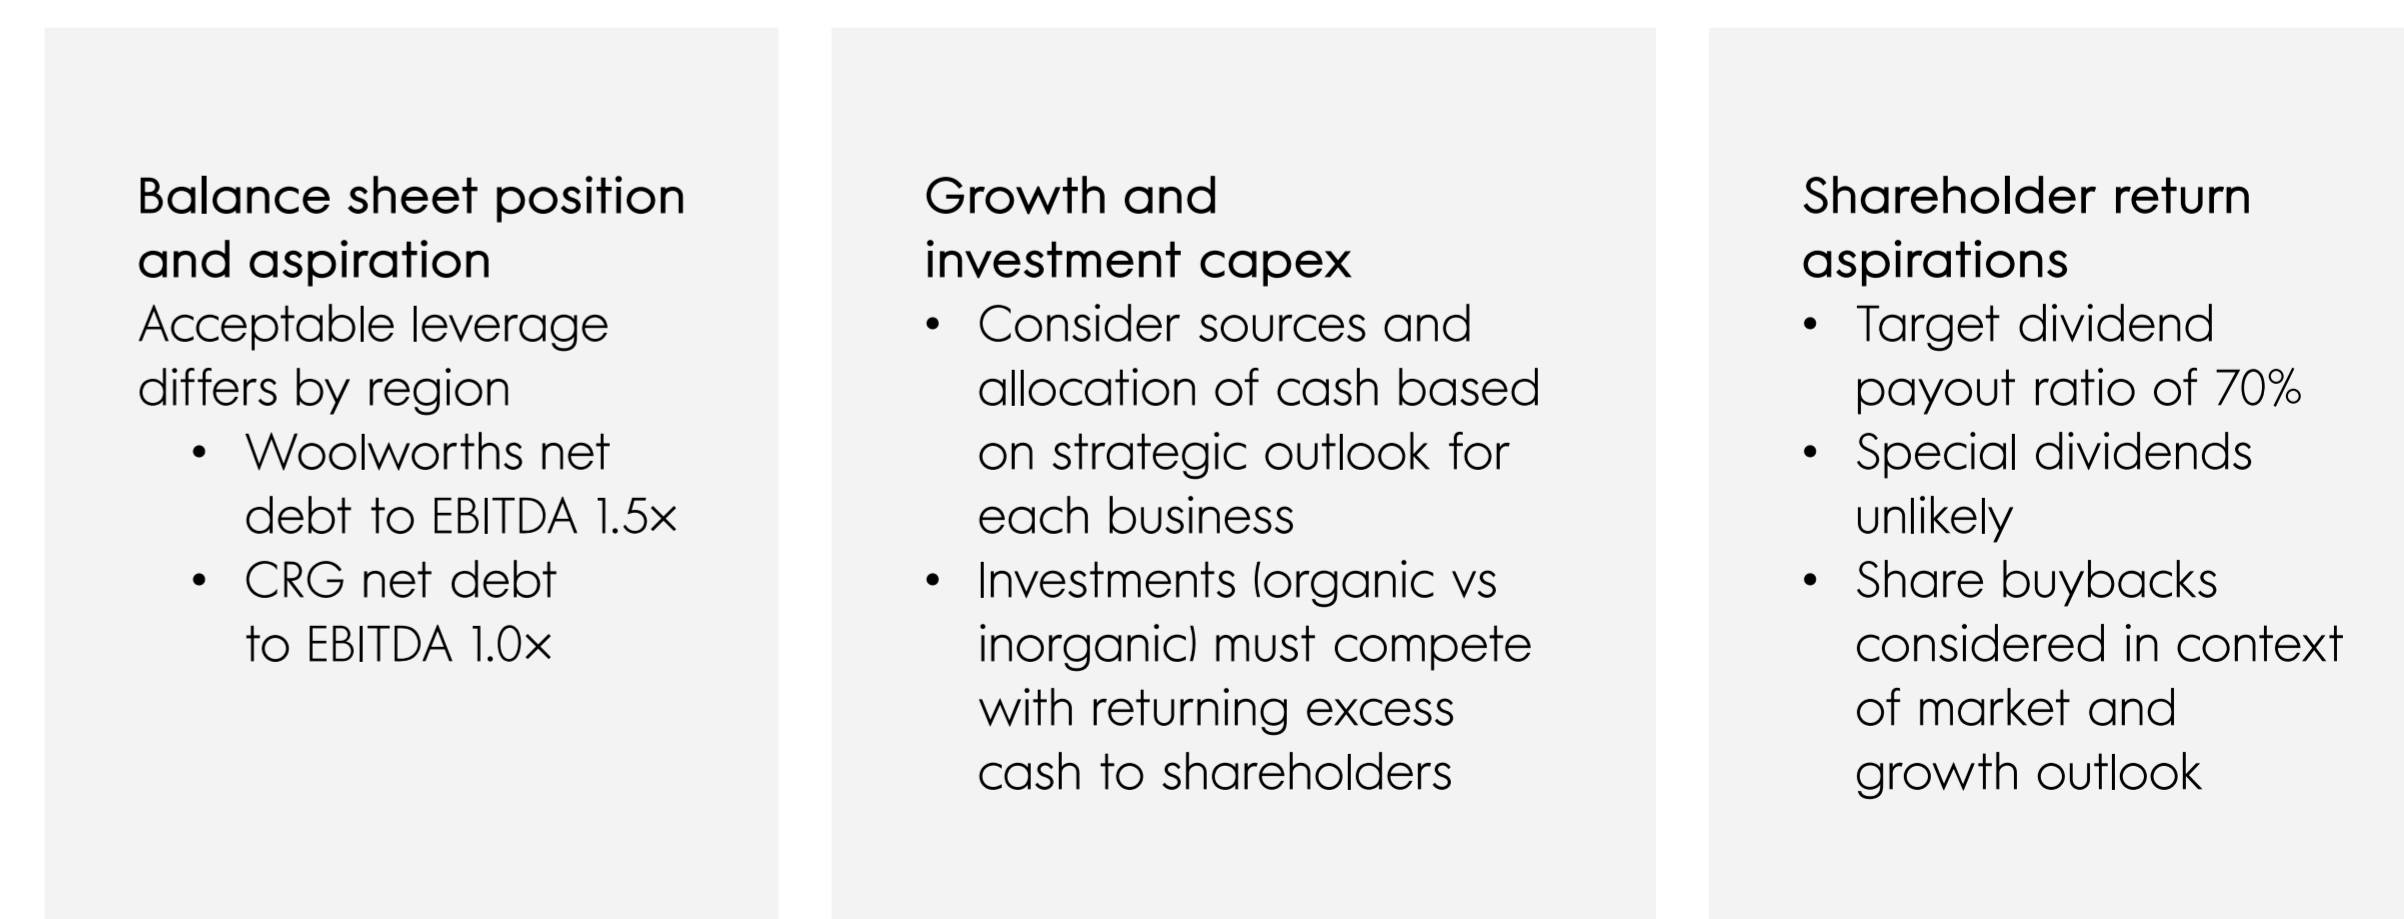 Balance sheet position
and aspiration
Acceptable leverage
differs by region
• Woolworths net
debt to EBITDA 1.5×
• CRG net debt
to EBITDA 1.0×
Growth and
investment capex
• Consider sources and
allocation of cash based
on strategic outlook for
each business
• Investments (organic vs
inorganic) must compete
with returning excess
cash to shareholders
Shareholder return
aspirations
• Target dividend
payout ratio of 70%
• Special dividends
unlikely
• Share buybacks
considered in context
of market and
growth outlook